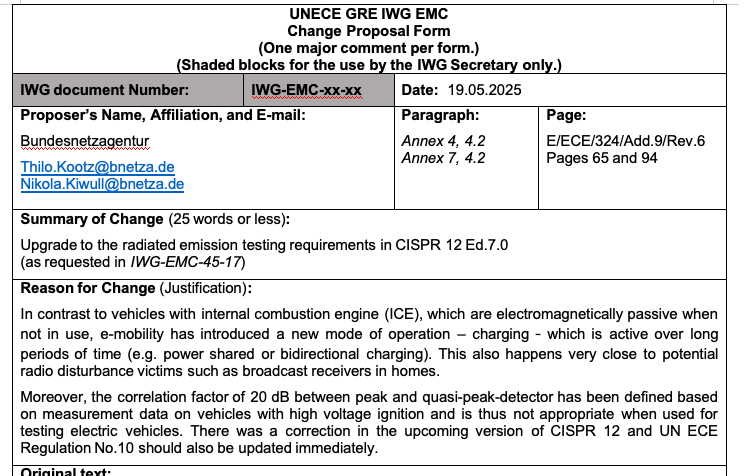 UNECE GRE IWG EMC
Change Proposal Form
(One major comment per form.)
(Shaded blocks for the use by the IWG Secretary only.)
IWG document Number:
IWG-EMC-xx-xx
Date: 19.05.2025
Proposer's Name, Affiliation, and E-mail:
Bundesnetzagentur
Thilo.Kootz@bnetza.de
Nikola.Kiwull@bnetza.de
Paragraph:
Annex 4, 4.2
Annex 7, 4.2
Page:
E/ECE/324/Add.9/Rev.6
Pages 65 and 94
Summary of Change (25 words or less):
Upgrade to the radiated emission testing requirements in CISPR 12 Ed.7.0
(as requested in IWG-EMC-45-17)
Reason for Change (Justification):
In contrast to vehicles with internal combustion engine (ICE), which are electromagnetically passive when
not in use, e-mobility has introduced a new mode of operation – charging - which is active over long
periods of time (e.g. power shared or bidirectional charging). This also happens very close to potential
radio disturbance victims such as broadcast receivers in homes.
Moreover, the correlation factor of 20 dB between peak and quasi-peak-detector has been defined based
on measurement data on vehicles with high voltage ignition and is thus not appropriate when used for
testing electric vehicles. There was a correction in the upcoming version of CISPR 12 and UN ECE
Regulation No.10 should also be updated immediately.
Original text: